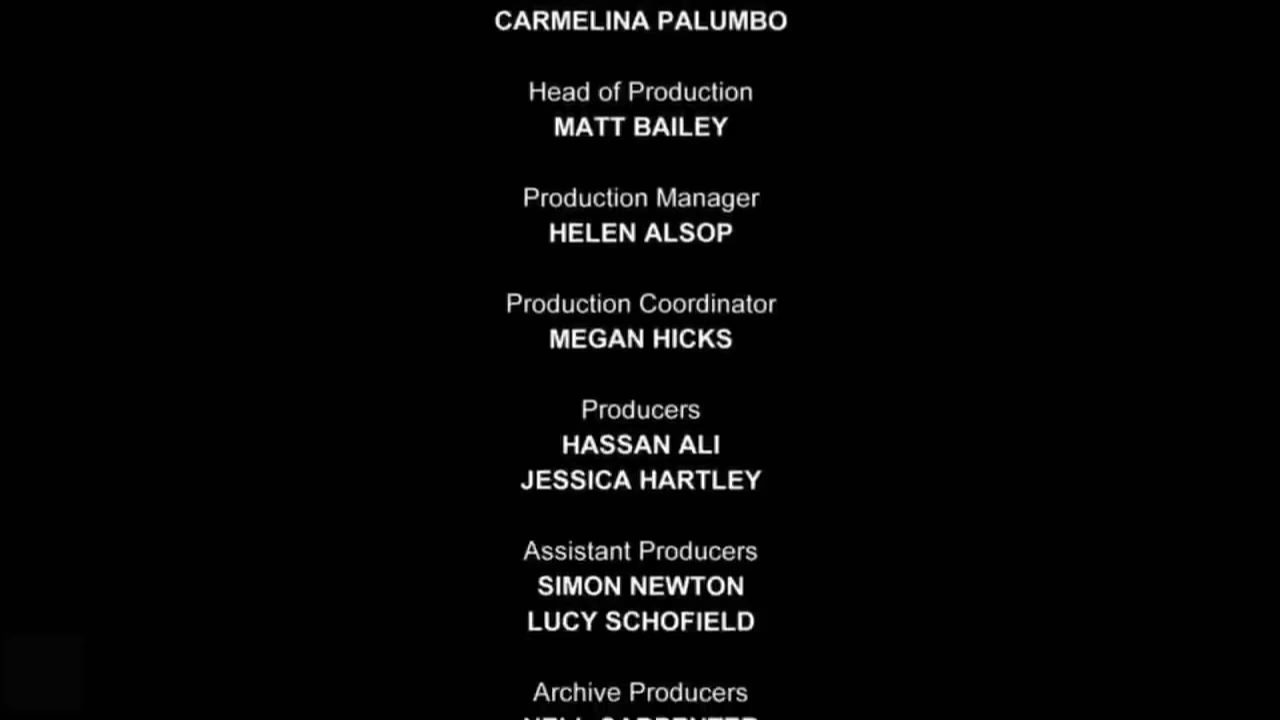 CARMELINA PALUMBO
Head of Production
MATT BAILEY
Production Manager
HELEN ALSOP
Production Coordinator
MEGAN HICKS
Producers
HASSAN ALI
JESSICA HARTLEY
Assistant Producers
SIMON NEWTON
LUCY SCHOFIELD
Archive Producers